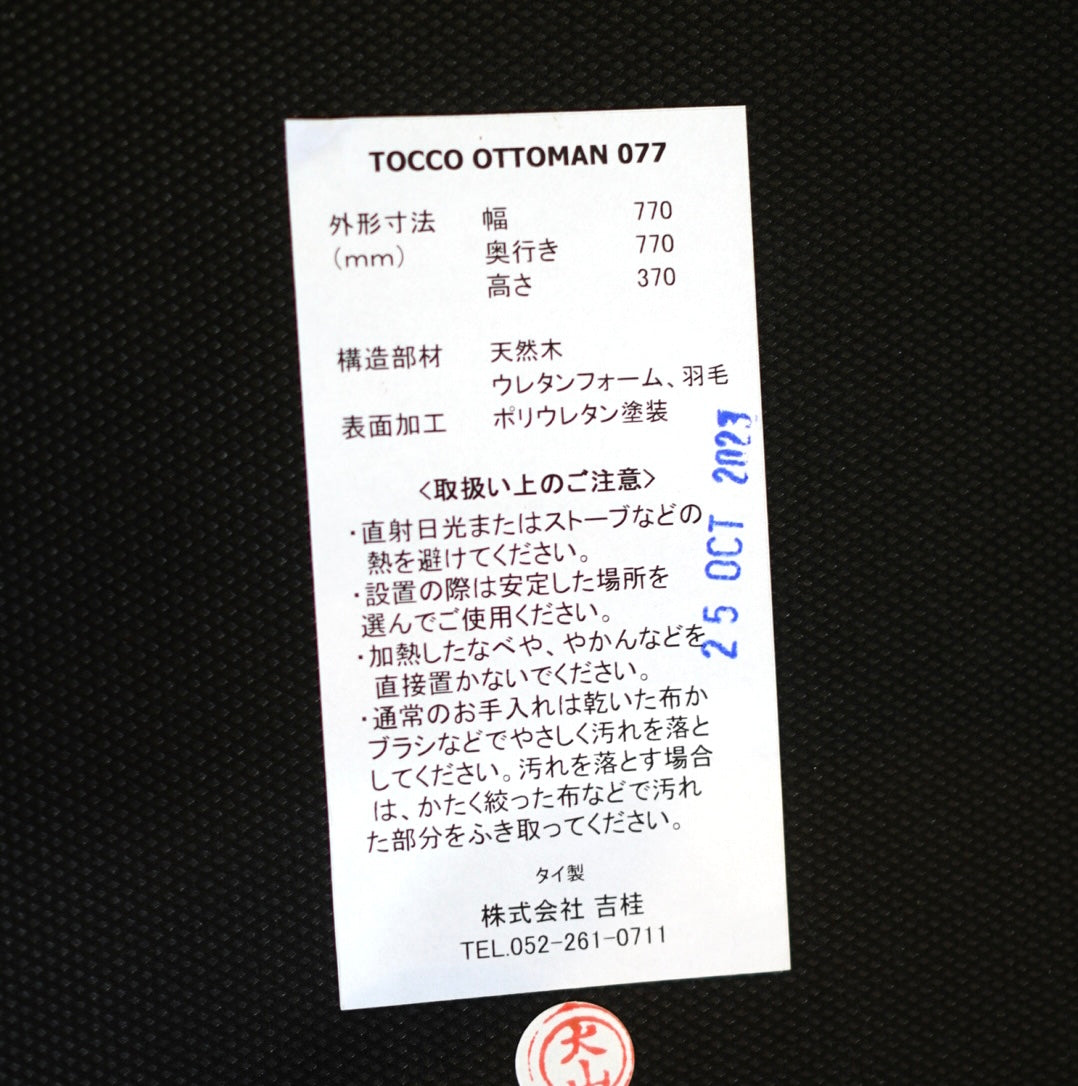 TOCCO OTTOMAN 077
外形寸法 幅 770
(mm) 奥行き 770
高さ 370
構造部材 天然木
ウレタンフォーム、羽毛
表面加工 ポリウレタン塗装
<取扱い上のご注意>
・直射日光またはストーブなどの
熱を避けてください。
・設置の際は安定した場所を
選んでご使用ください。
・加熱したなべや、やかんなどを
直接置かないでください。
・通常のお手入れは乾いた布か
ブラシなどでやさしく汚れを落と
してください。汚れを落とす場合
は、かたく絞った布などで汚れ
た部分をふき取ってください。
タイ製
株式会社 吉桂
TEL.052-261-0711
25 OCT 2023
犬山